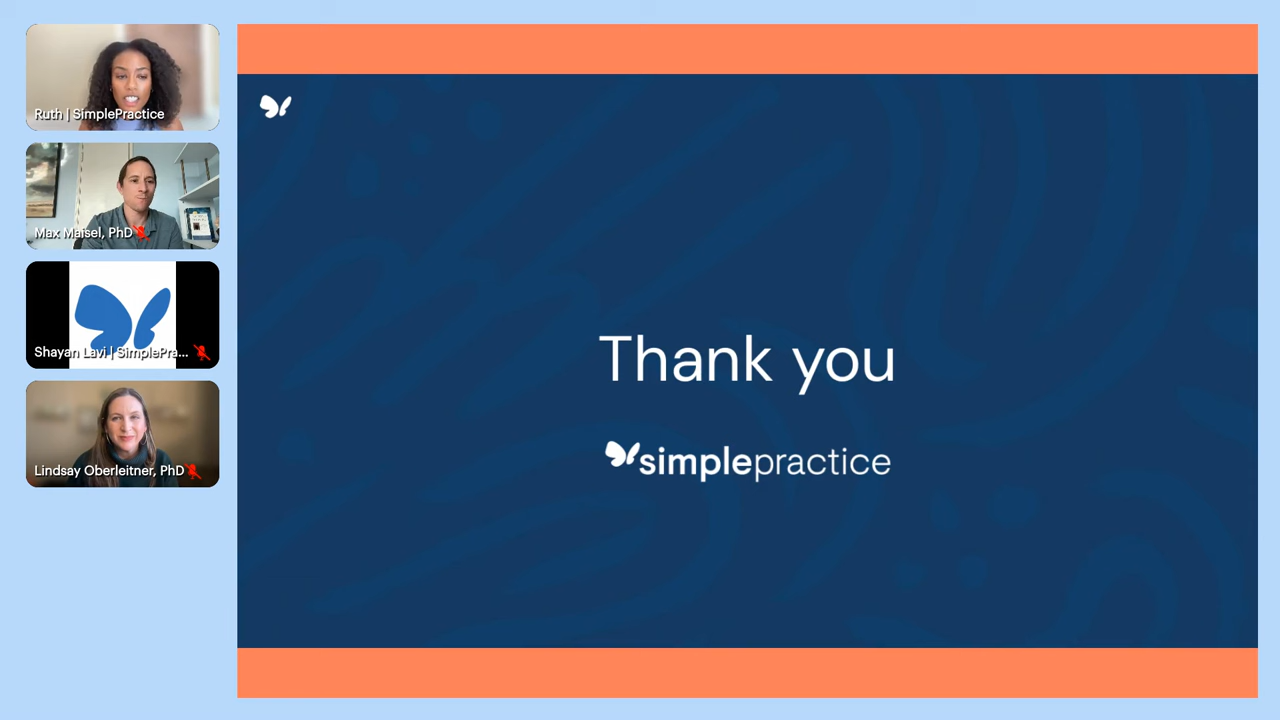 Ruth | SimplePractice
Max Maisel, PhD
Shayan Lavi | SimplePra...
Lindsay Oberleitner, PhD
Thank you
simplepractice